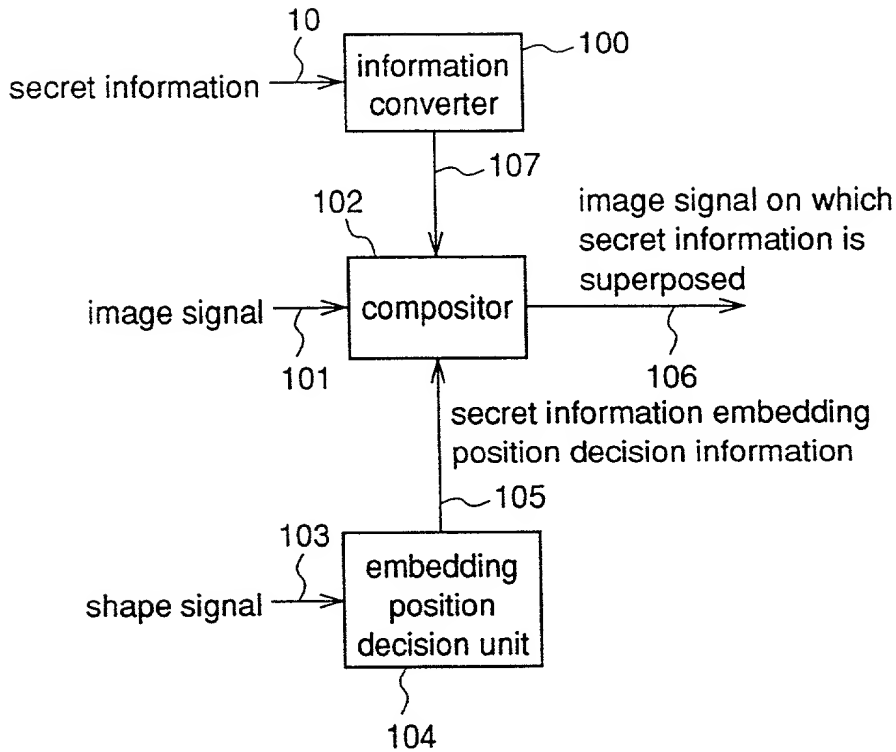 10
100
secret information
information
converter
107
102
image signal on which
secret information is
superposed
image signal
compositor
101
106
secret information embedding
position decision information
105
103
shape signal
embedding
position
decision unit
104